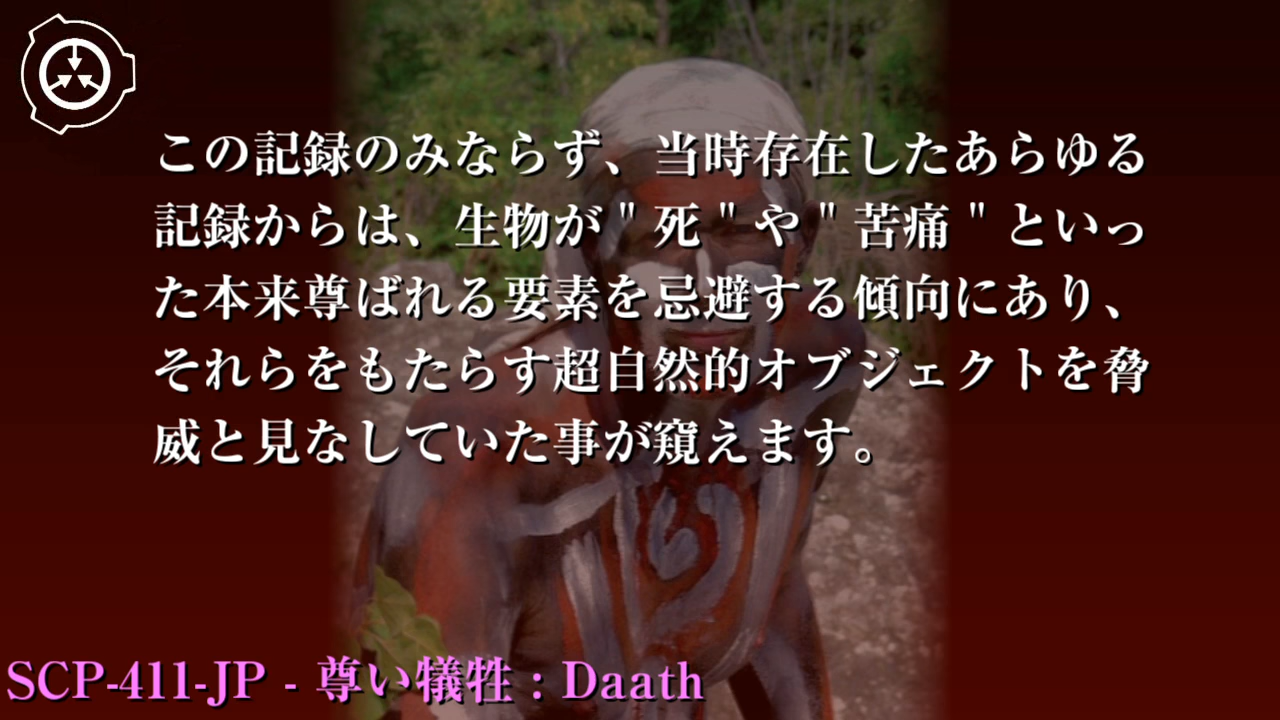 この記録のみならず、当時存在したあらゆる
記録からは、生物が"死"や"苦痛"といっ
た本来尊ばれる要素を忌避する傾向にあり、
それらをもたらす超自然的オブジェクトを脅
威と見なしていた事が窺えます。
SCP-411-JP - 尊い犠牲：Daath